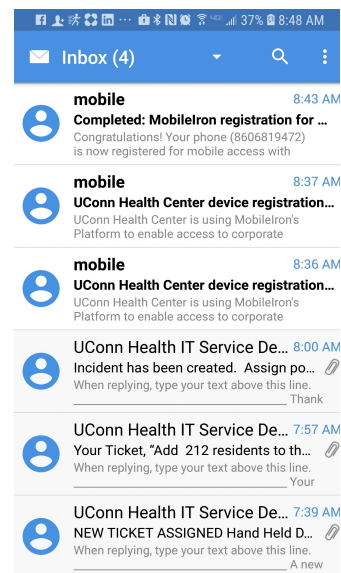 37% 8:48 AM
Inbox (4)
mobile 8:43 AM
Completed: MobileIron registration for ...
Congratulations! Your phone (8606819472)
is now registered for mobile access with
mobile 8:37 AM
UConn Health Center device registration...
UConn Health Center is using MobileIron's
Platform to enable access to corporate
mobile 8:36 AM
UConn Health Center device registration...
UConn Health Center is using MobileIron's
Platform to enable access to corporate
UConn Health IT Service De... 8:00 AM
Incident has been created. Assign po...
When replying, type your text above this line.
Thank
UConn Health IT Service De... 7:57 AM
Your Ticket, “Add 212 residents to th...
When replying, type your text above this line.
Your
UConn Health IT Service De... 7:39 AM
NEW TICKET ASSIGNED Hand Held D...
When replying, type your text above this line.
A new